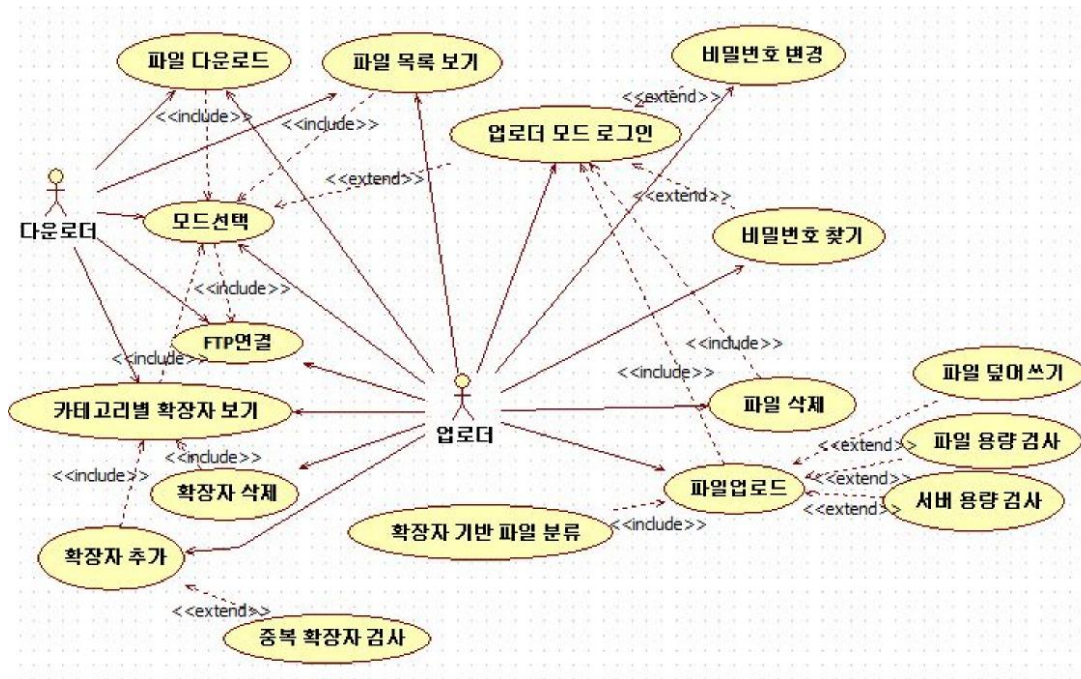 비밀번호 변경
파일 다운로드
파일 목록 보기
<<extend>>
<<include>>
<<include>>
업로더 모드 로그인
<<extend>>
<<extend>>
다운로더
모드선택
비밀번호 찾기
<<include>>
FTP연결
<<include>>
<<include>>
<<include>>
파일 덮어쓰기
카테고리별 확장자 보기
업로더
파일 삭제
<<extend>>
파일 용량 검사
<<include>>
<<include>>
<<extend>>
확장자 삭제
파일업로드
<<extend>>
서버 용량 검사
확장자 기반 파일 분류
<<include>>
확장자 추가
<<extend>>
중복 확장자 검사